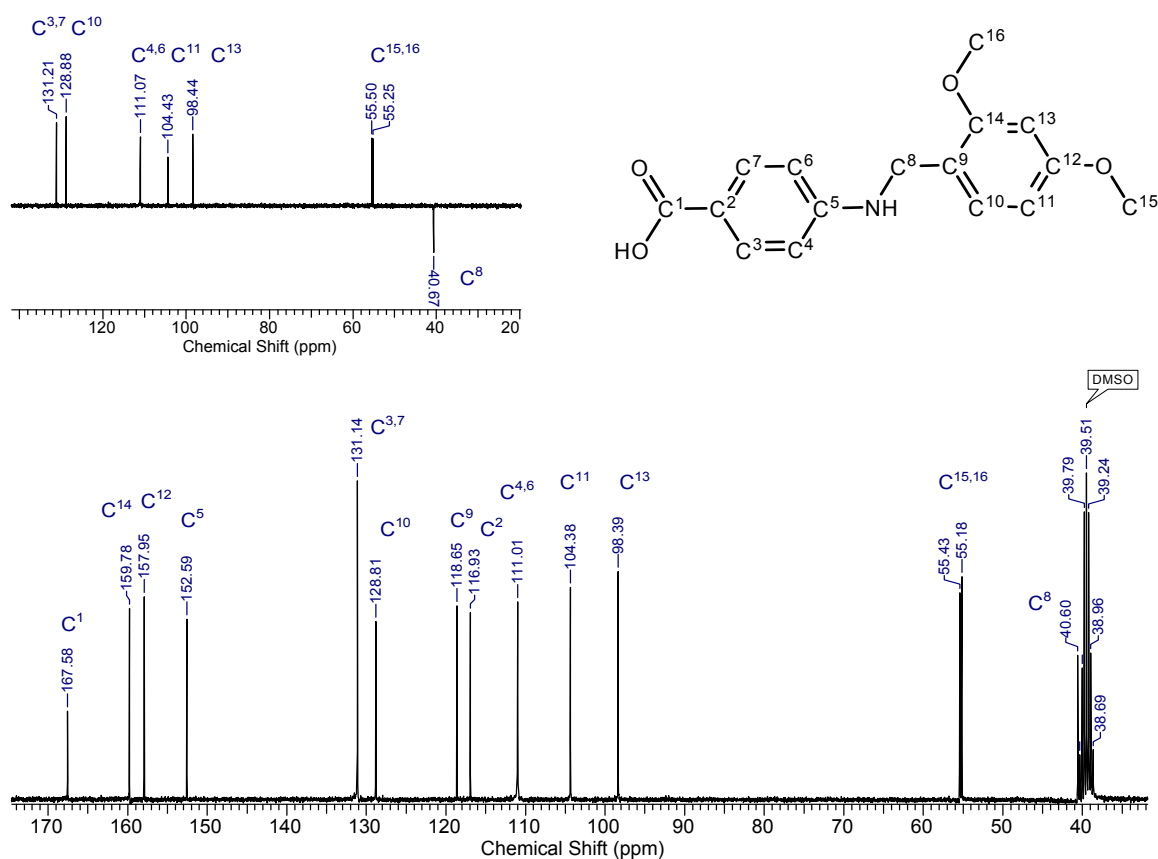 C3,7 C10
C4,6 C11 C13
C15,16
131.21
128.88
111.07
104.43
98.44
55.50
55.25
40.67
C8
120 100 80 60 40 20
Chemical Shift (ppm)
C16
O
C14 C13
O C7 C6 C8 C9 C12 O
C1 C2 C5 NH C10 C11 C15
HO C3 C4
DMSO
131.14 C3,7
39.51
39.79
39.24
C14 C12 C5
C10
C9 C2
C4,6
C11 C13
C15,16
159.78
157.95
152.59
128.81
118.65
116.93
111.01
104.38
98.39
55.43
55.18
C8
40.60
38.96
38.69
C1
167.58
170 160 150 140 130 120 110 100 90 80 70 60 50 40
Chemical Shift (ppm)